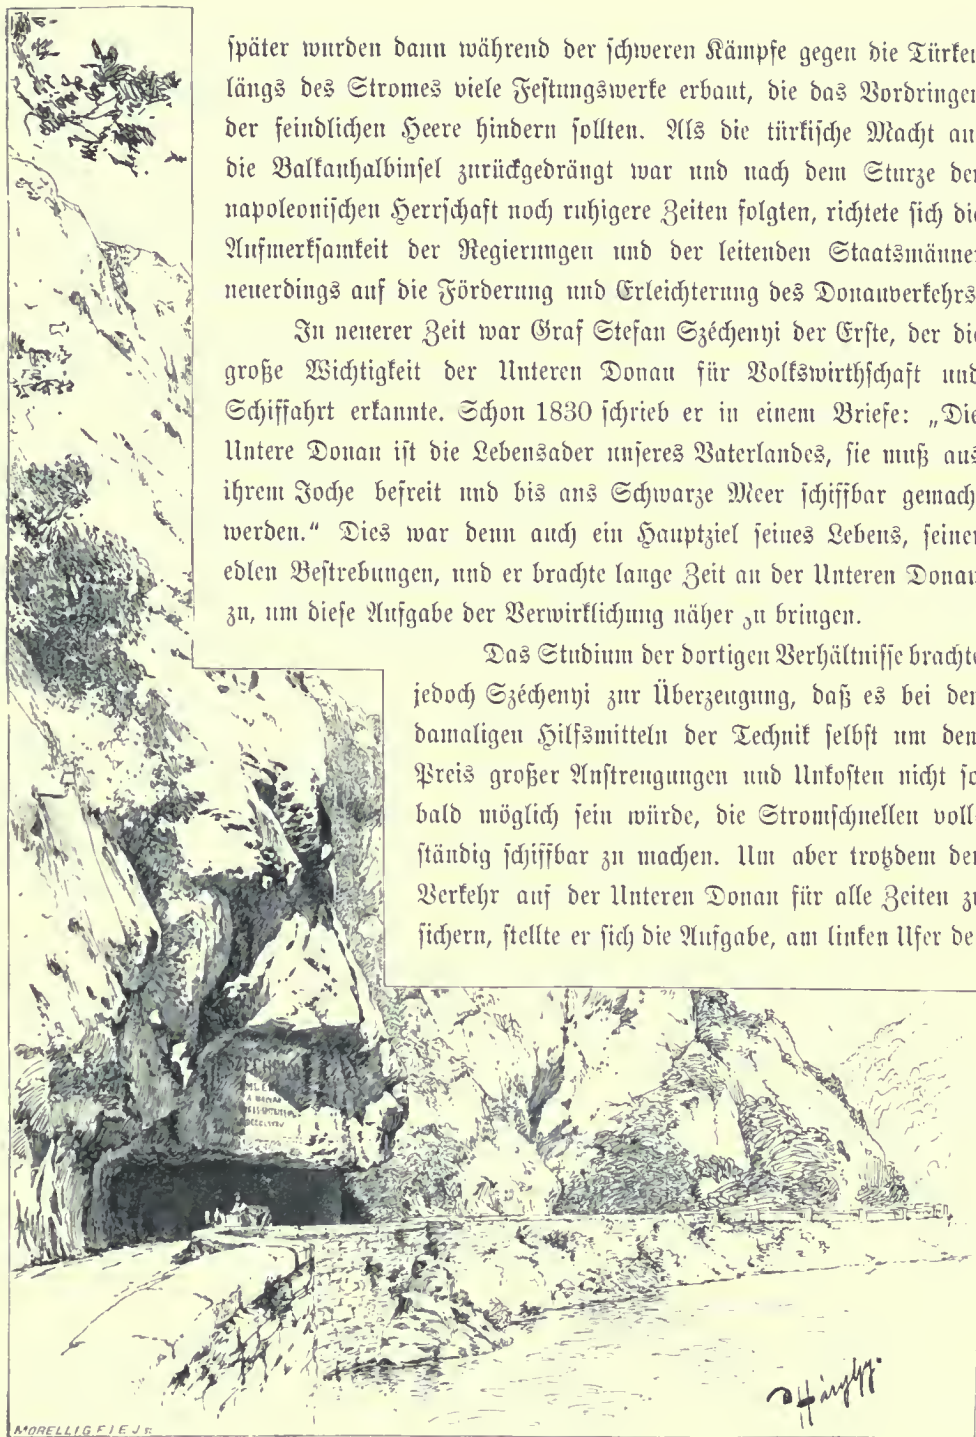 später wurden dann während der schweren Kämpfe gegen die Türken
längs des Stromes viele Festungswerke erbaut, die das Vordringen
der feindlichen Heere hindern sollten. Als die türkische Macht au
die Balkanhalbinsel zurückgedrängt war und nach dem Sturze der
napoleonischen Herrschaft noch ruhigere Zeiten folgten, richtete sich die
Aufmerksamkeit der Regierungen und der leitenden Staatsmänner
neuerdings auf die Förderung und Erleichterung des Donauverkehrs
In neuerer Zeit war Graf Stefan Széchenyi der Erste, der die
große Wichtigkeit der Unteren Donau für Volkswirthschaft und
Schiffahrt erkannte. Schon 1830 schrieb er in einem Briefe: „Die
Untere Donau ist die Lebensader unseres Vaterlandes, sie muß aus
ihrem Joche befreit und bis ans Schwarze Meer schiffbar gemach
werden.“ Dies war denn auch ein Hauptziel seines Lebens, seiner
edlen Bestrebungen, und er brachte lange Zeit an der Unteren Donau
zu, um diese Aufgabe der Verwirklichung näher zu bringen.
Das Studium der dortigen Verhältnisse brachte
jedoch Széchenyi zur Überzeugung, daß es bei den
damaligen Hilfsmitteln der Technik selbst um den
Preis großer Anstrengungen und Unkosten nicht so
bald möglich sein würde, die Stromschnellen voll-
ständig schiffbar zu machen. Um aber trotzdem den
Verkehr auf der Unteren Donau für alle Zeiten zu
sichern, stellte er sich die Aufgabe, am linken Ufer de
Háry Gy.
MORELLI G. F. I. E. J.